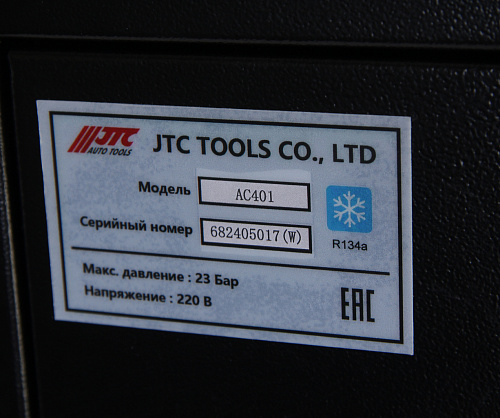 JTC
AUTO TOOLS
JTC TOOLS CO., LTD
Модель AC401
Серийный номер 682405017(W)
R134a
Макс. давление : 23 Бар
Напряжение : 220 В
EAC